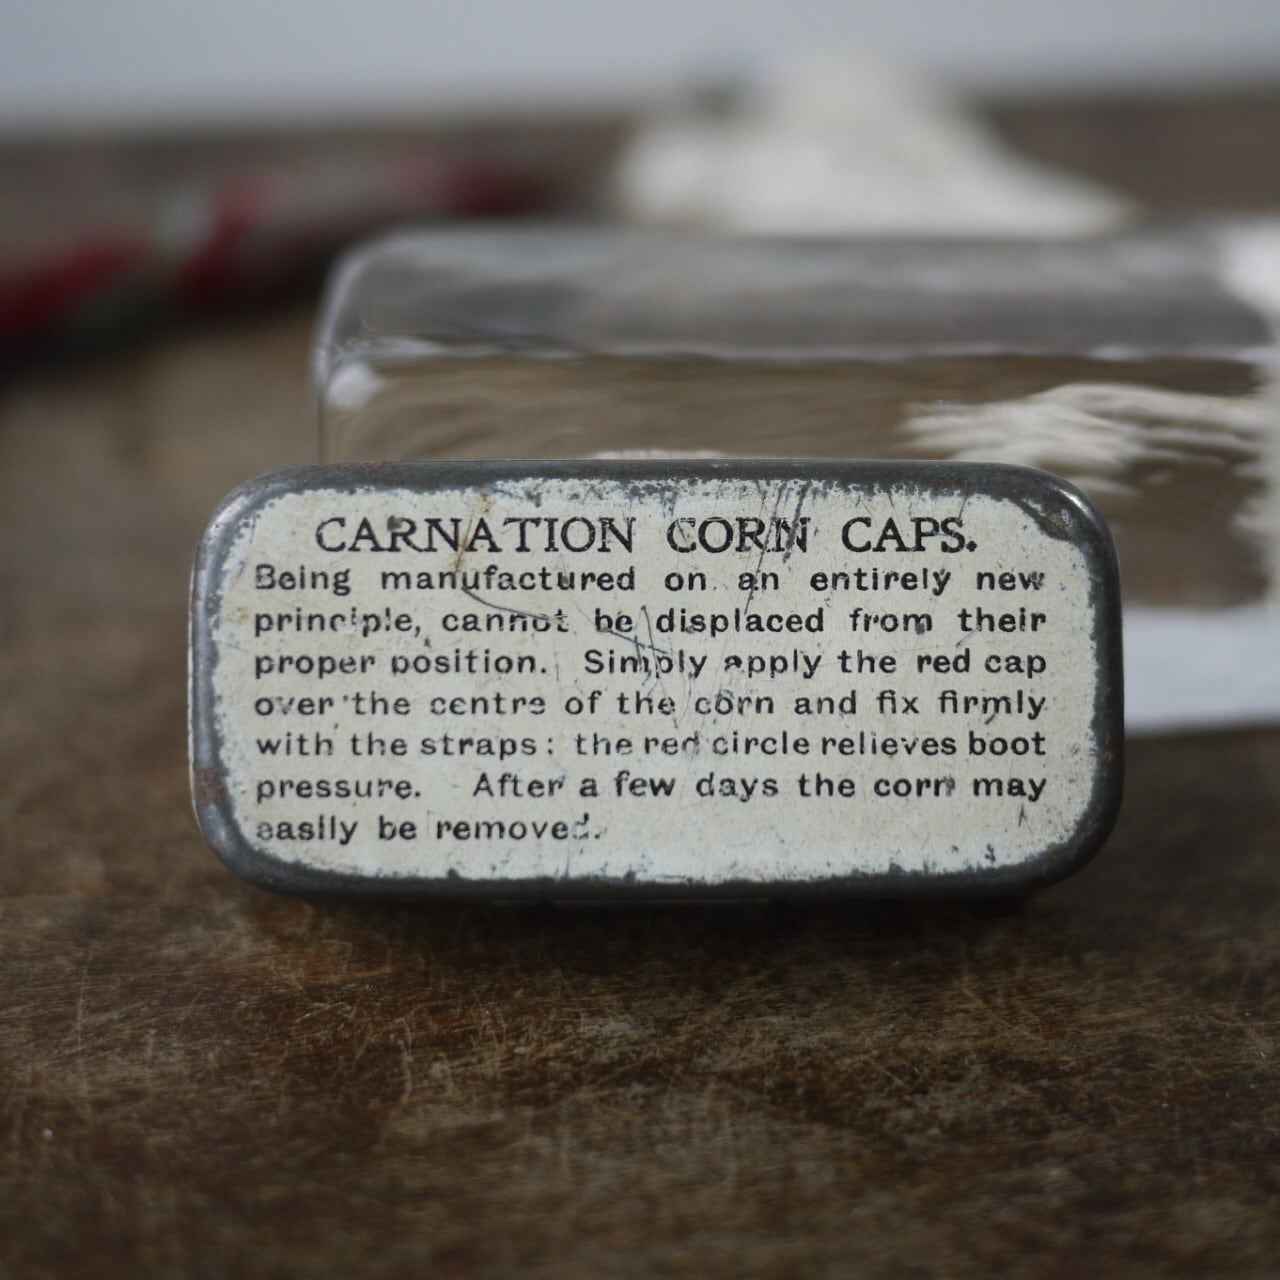 CARNATION CORN CAPS.
Being manufactured on an entirely new
principle, cannot be displaced from their
proper position. Simply apply the red cap
over the centre of the corn and fix firmly
with the straps: the red circle relieves boot
pressure. After a few days the corn may
easily be removed.